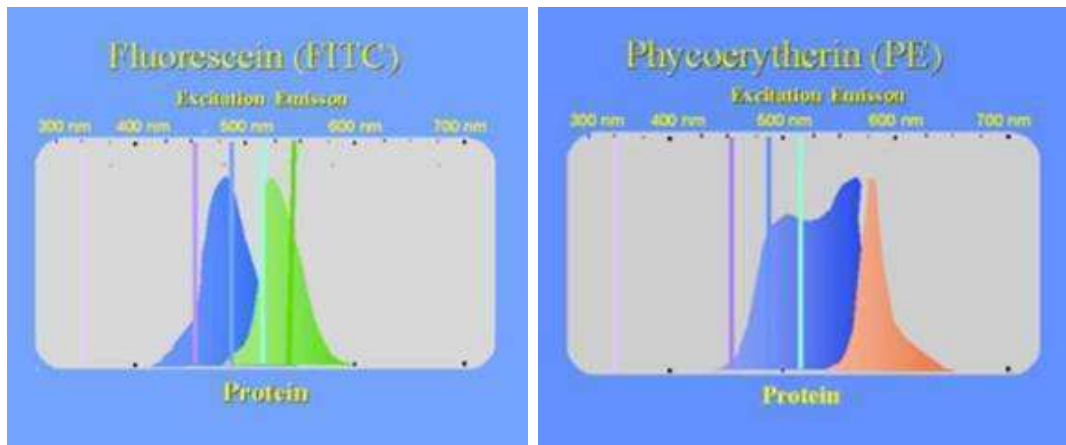 Fluorescein (FITC)
Excitation Emisson
300 nm 400 nm 500 nm 600 nm 700 nm
Protein
Phycoerytherin (PE)
Excitation Emisson
300 nm 400 nm 500 nm 600 nm 700 nm
Protein